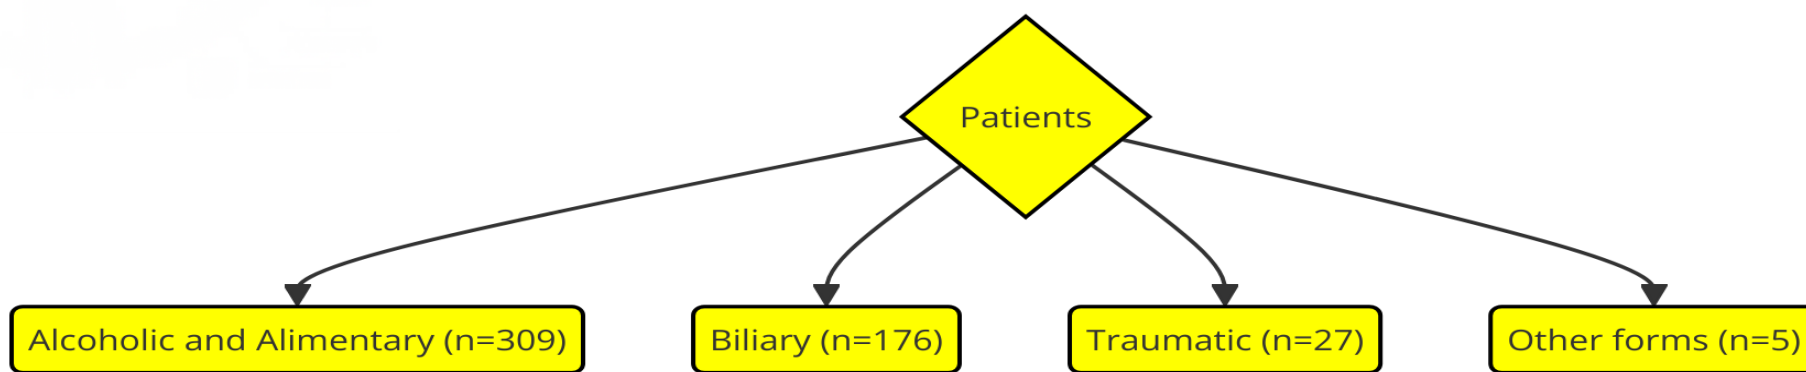 Patients
Alcoholic and Alimentary (n=309)
Biliary (n=176)
Traumatic (n=27)
Other forms (n=5)